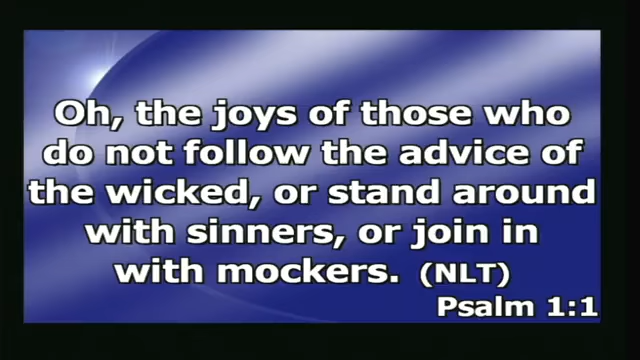 Oh, the joys of those who
do not follow the advice of
the wicked, or stand around
with sinners, or join in
with mockers. (NLT)
Psalm 1:1